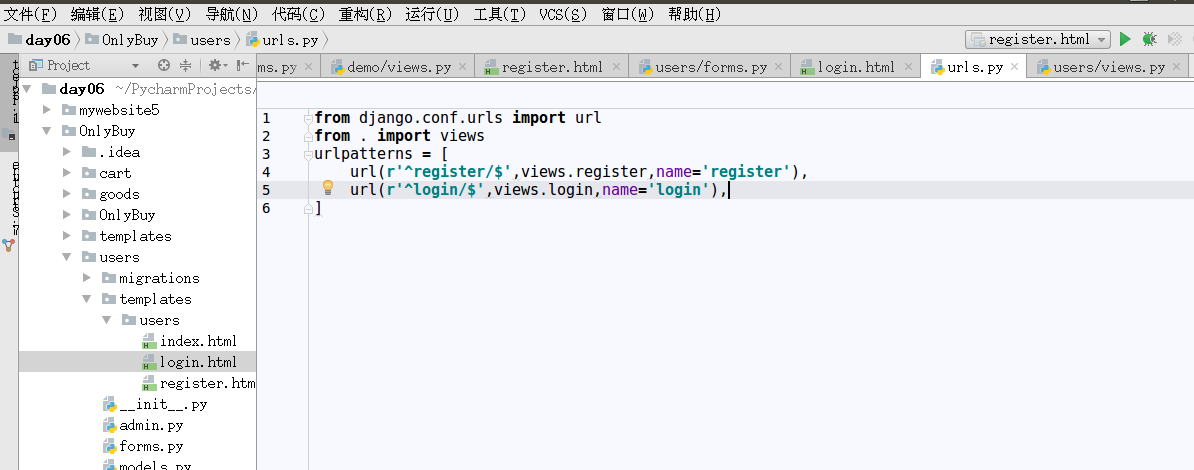 文件(F) 编辑(E) 视图(V) 导航(N) 代码(C) 重构(R) 运行(U) 工具(T) VCS(S) 窗口(W) 帮助(H)
day06 OnlyBuy users urls.py register.html
Project
ms.py demo/views.py register.html users/forms.py login.html urls.py users/views.py
day06 ~/PycharmProjects/
mywebsite5
OnlyBuy
.idea
cart
goods
OnlyBuy
templates
users
migrations
templates
users
index.html
login.html
register.htm
__init__.py
admin.py
forms.py
models.py
1 from django.conf.urls import url
2 from . import views
3 urlpatterns = [
4 url(r'^register/$',views.register,name='register'),
5 url(r'^login/$',views.login,name='login'),
6 ]